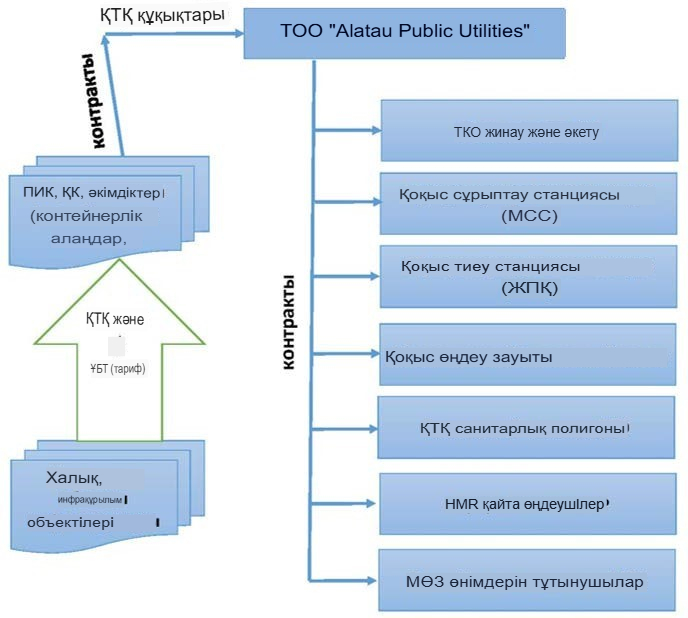 ҚТҚ құқықтары
ТОО "Alatau Public Utilities"
контракты
ПИК, ҚК, әкімдіктер
(контейнерлік
алаңдар,
ҚТҚ және
ҰБТ (тариф)
Халық,
инфрақұрылым
объектілері
контракты
ТКО жинау және әкету
Қоқыс сұрыптау станциясы
(МСС)
Қоқыс тиеу станциясы
(ЖПҚ)
Қоқыс өңдеу зауыты
ҚТҚ санитарлық полигоны
HMR қайта өңдеушілер
МӨЗ өнімдерін тұтынушылар